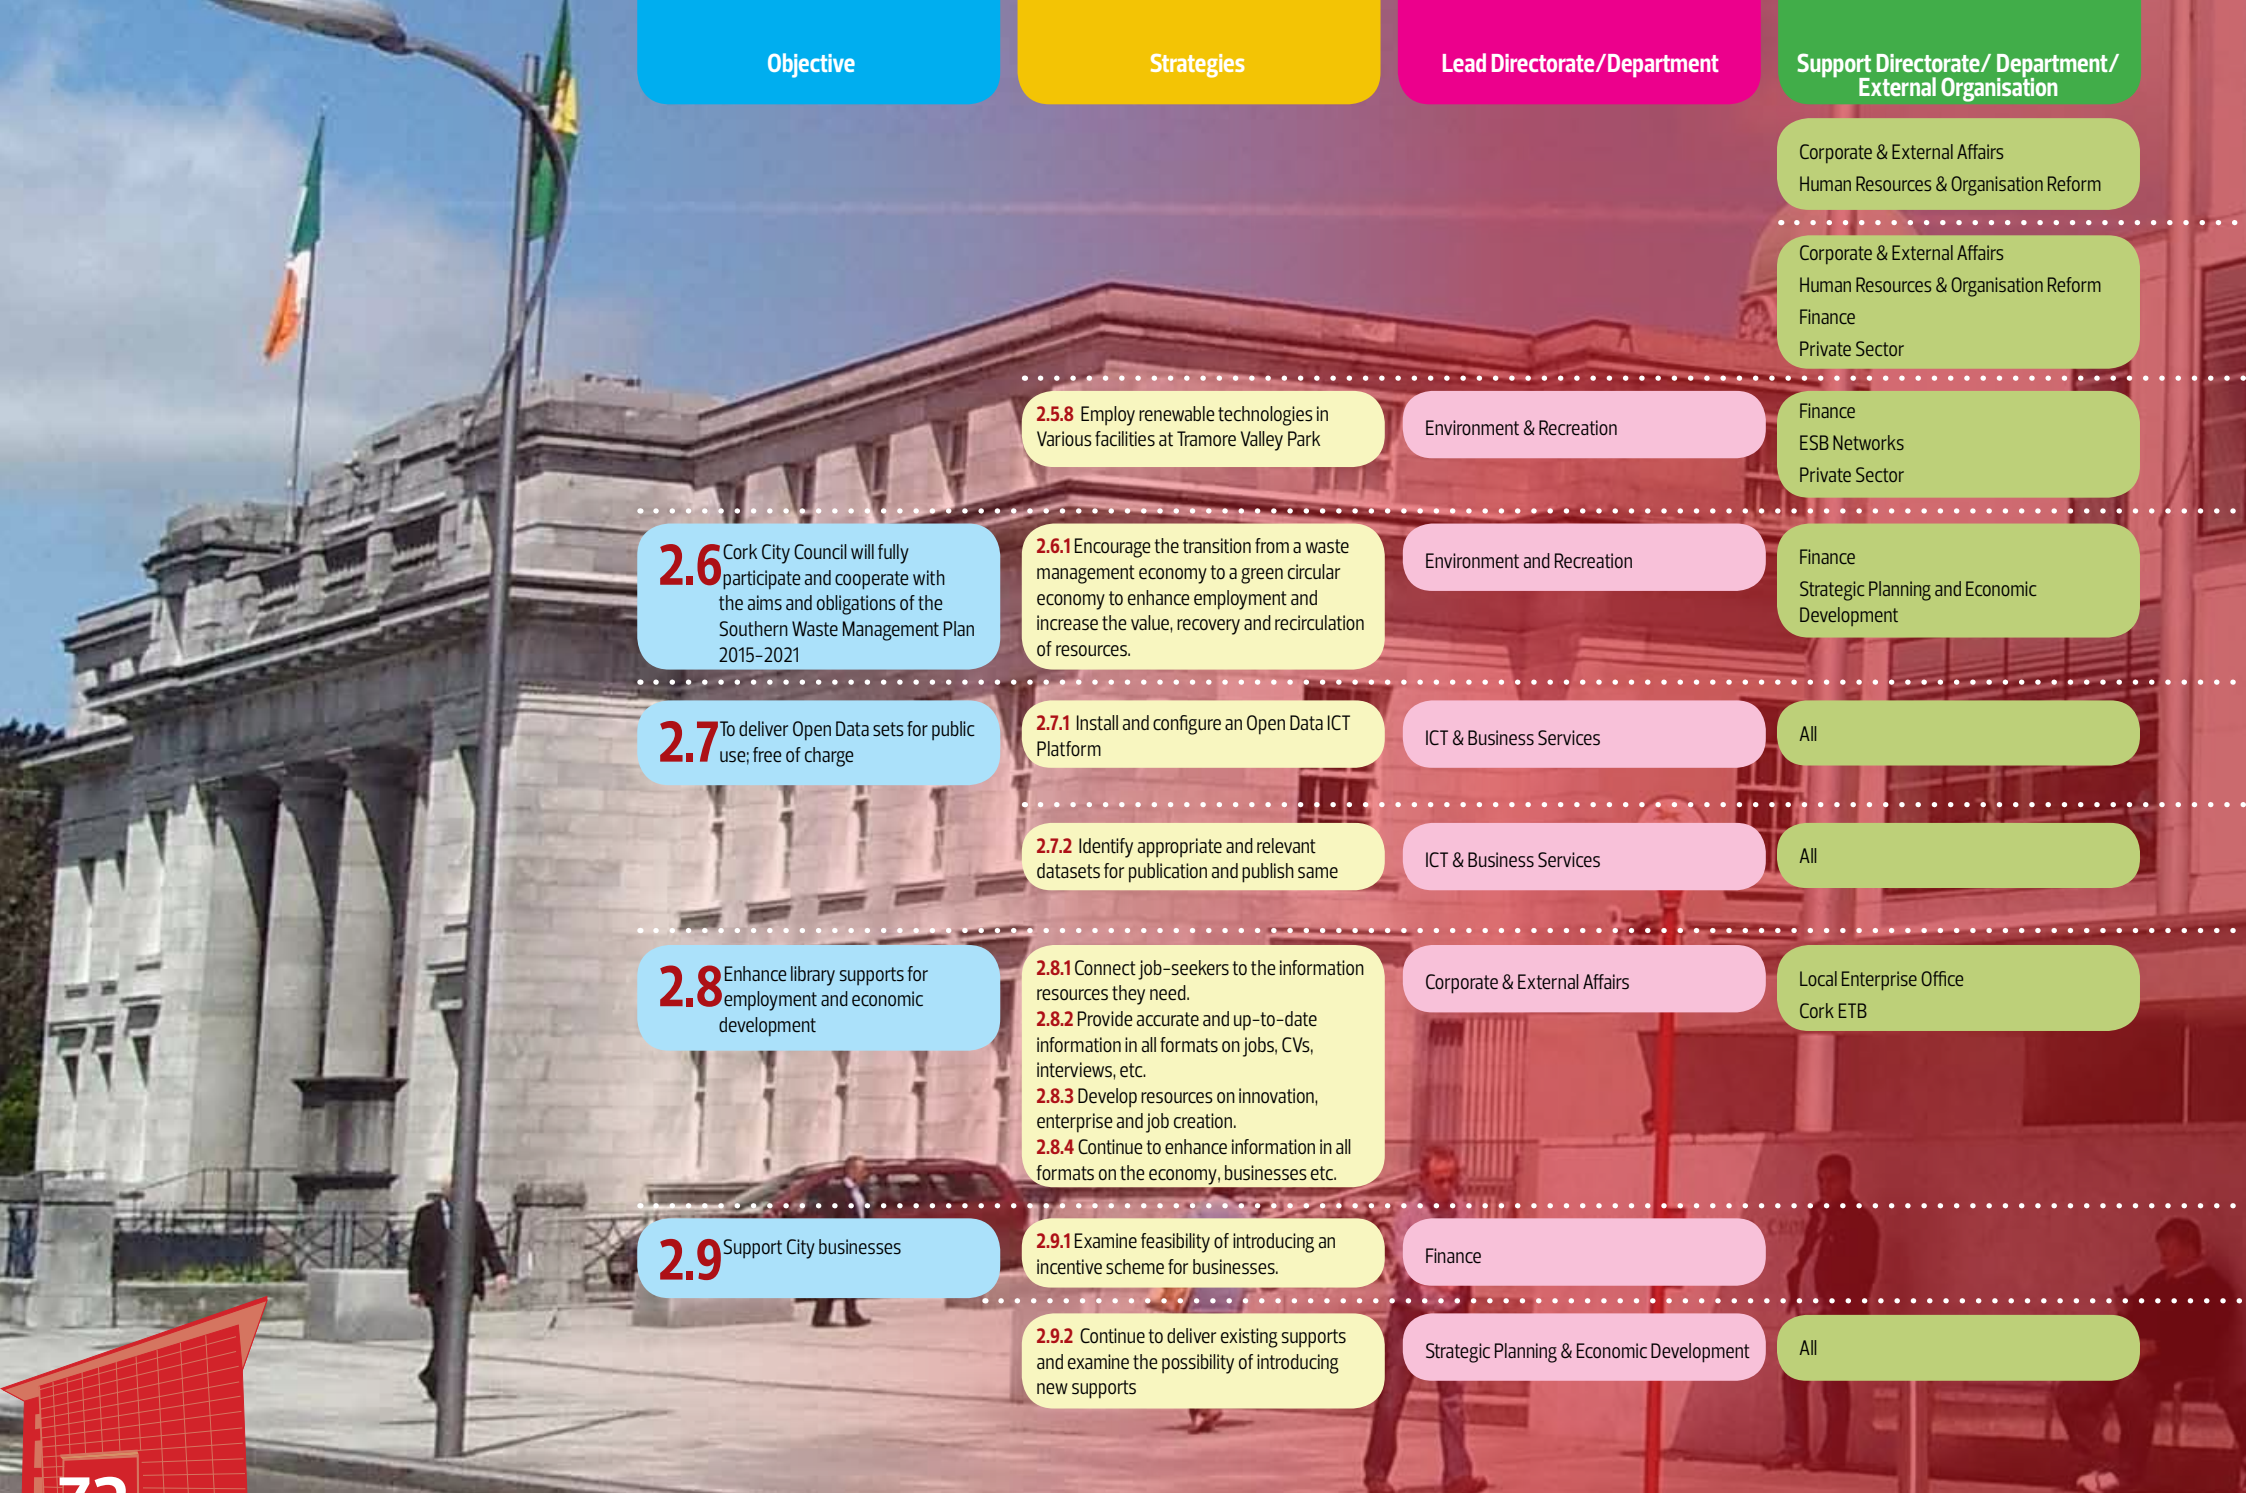 Objective
Strategies
Lead Directorate/Department
Support Directorate/ Department/
External Organisation
Corporate & External Affairs
Human Resources & Organisation Reform
Corporate & External Affairs
Human Resources & Organisation Reform
Finance
Private Sector
2.5.8 Employ renewable technologies in
Various facilities at Tramore Valley Park
Environment & Recreation
Finance
ESB Networks
Private Sector
2.6 Cork City Council will fully
participate and cooperate with
the aims and obligations of the
Southern Waste Management Plan
2015-2021
2.6.1 Encourage the transition from a waste
management economy to a green circular
economy to enhance employment and
increase the value, recovery and recirculation
of resources.
Environment and Recreation
Finance
Strategic Planning and Economic
Development
2.7 To deliver Open Data sets for public
use; free of charge
2.7.1 Install and configure an Open Data ICT
Platform
ICT & Business Services
All
2.7.2 Identify appropriate and relevant
datasets for publication and publish same
ICT & Business Services
All
2.8 Enhance library supports for
employment and economic
development
2.8.1 Connect job-seekers to the information
resources they need.
2.8.2 Provide accurate and up-to-date
information in all formats on jobs, CVs,
interviews, etc.
2.8.3 Develop resources on innovation,
enterprise and job creation.
2.8.4 Continue to enhance information in all
formats on the economy, businesses etc.
Corporate & External Affairs
Local Enterprise Office
Cork ETB
2.9 Support City businesses
2.9.1 Examine feasibility of introducing an
incentive scheme for businesses.
Finance
2.9.2 Continue to deliver existing supports
and examine the possibility of introducing
new supports
Strategic Planning & Economic Development
All